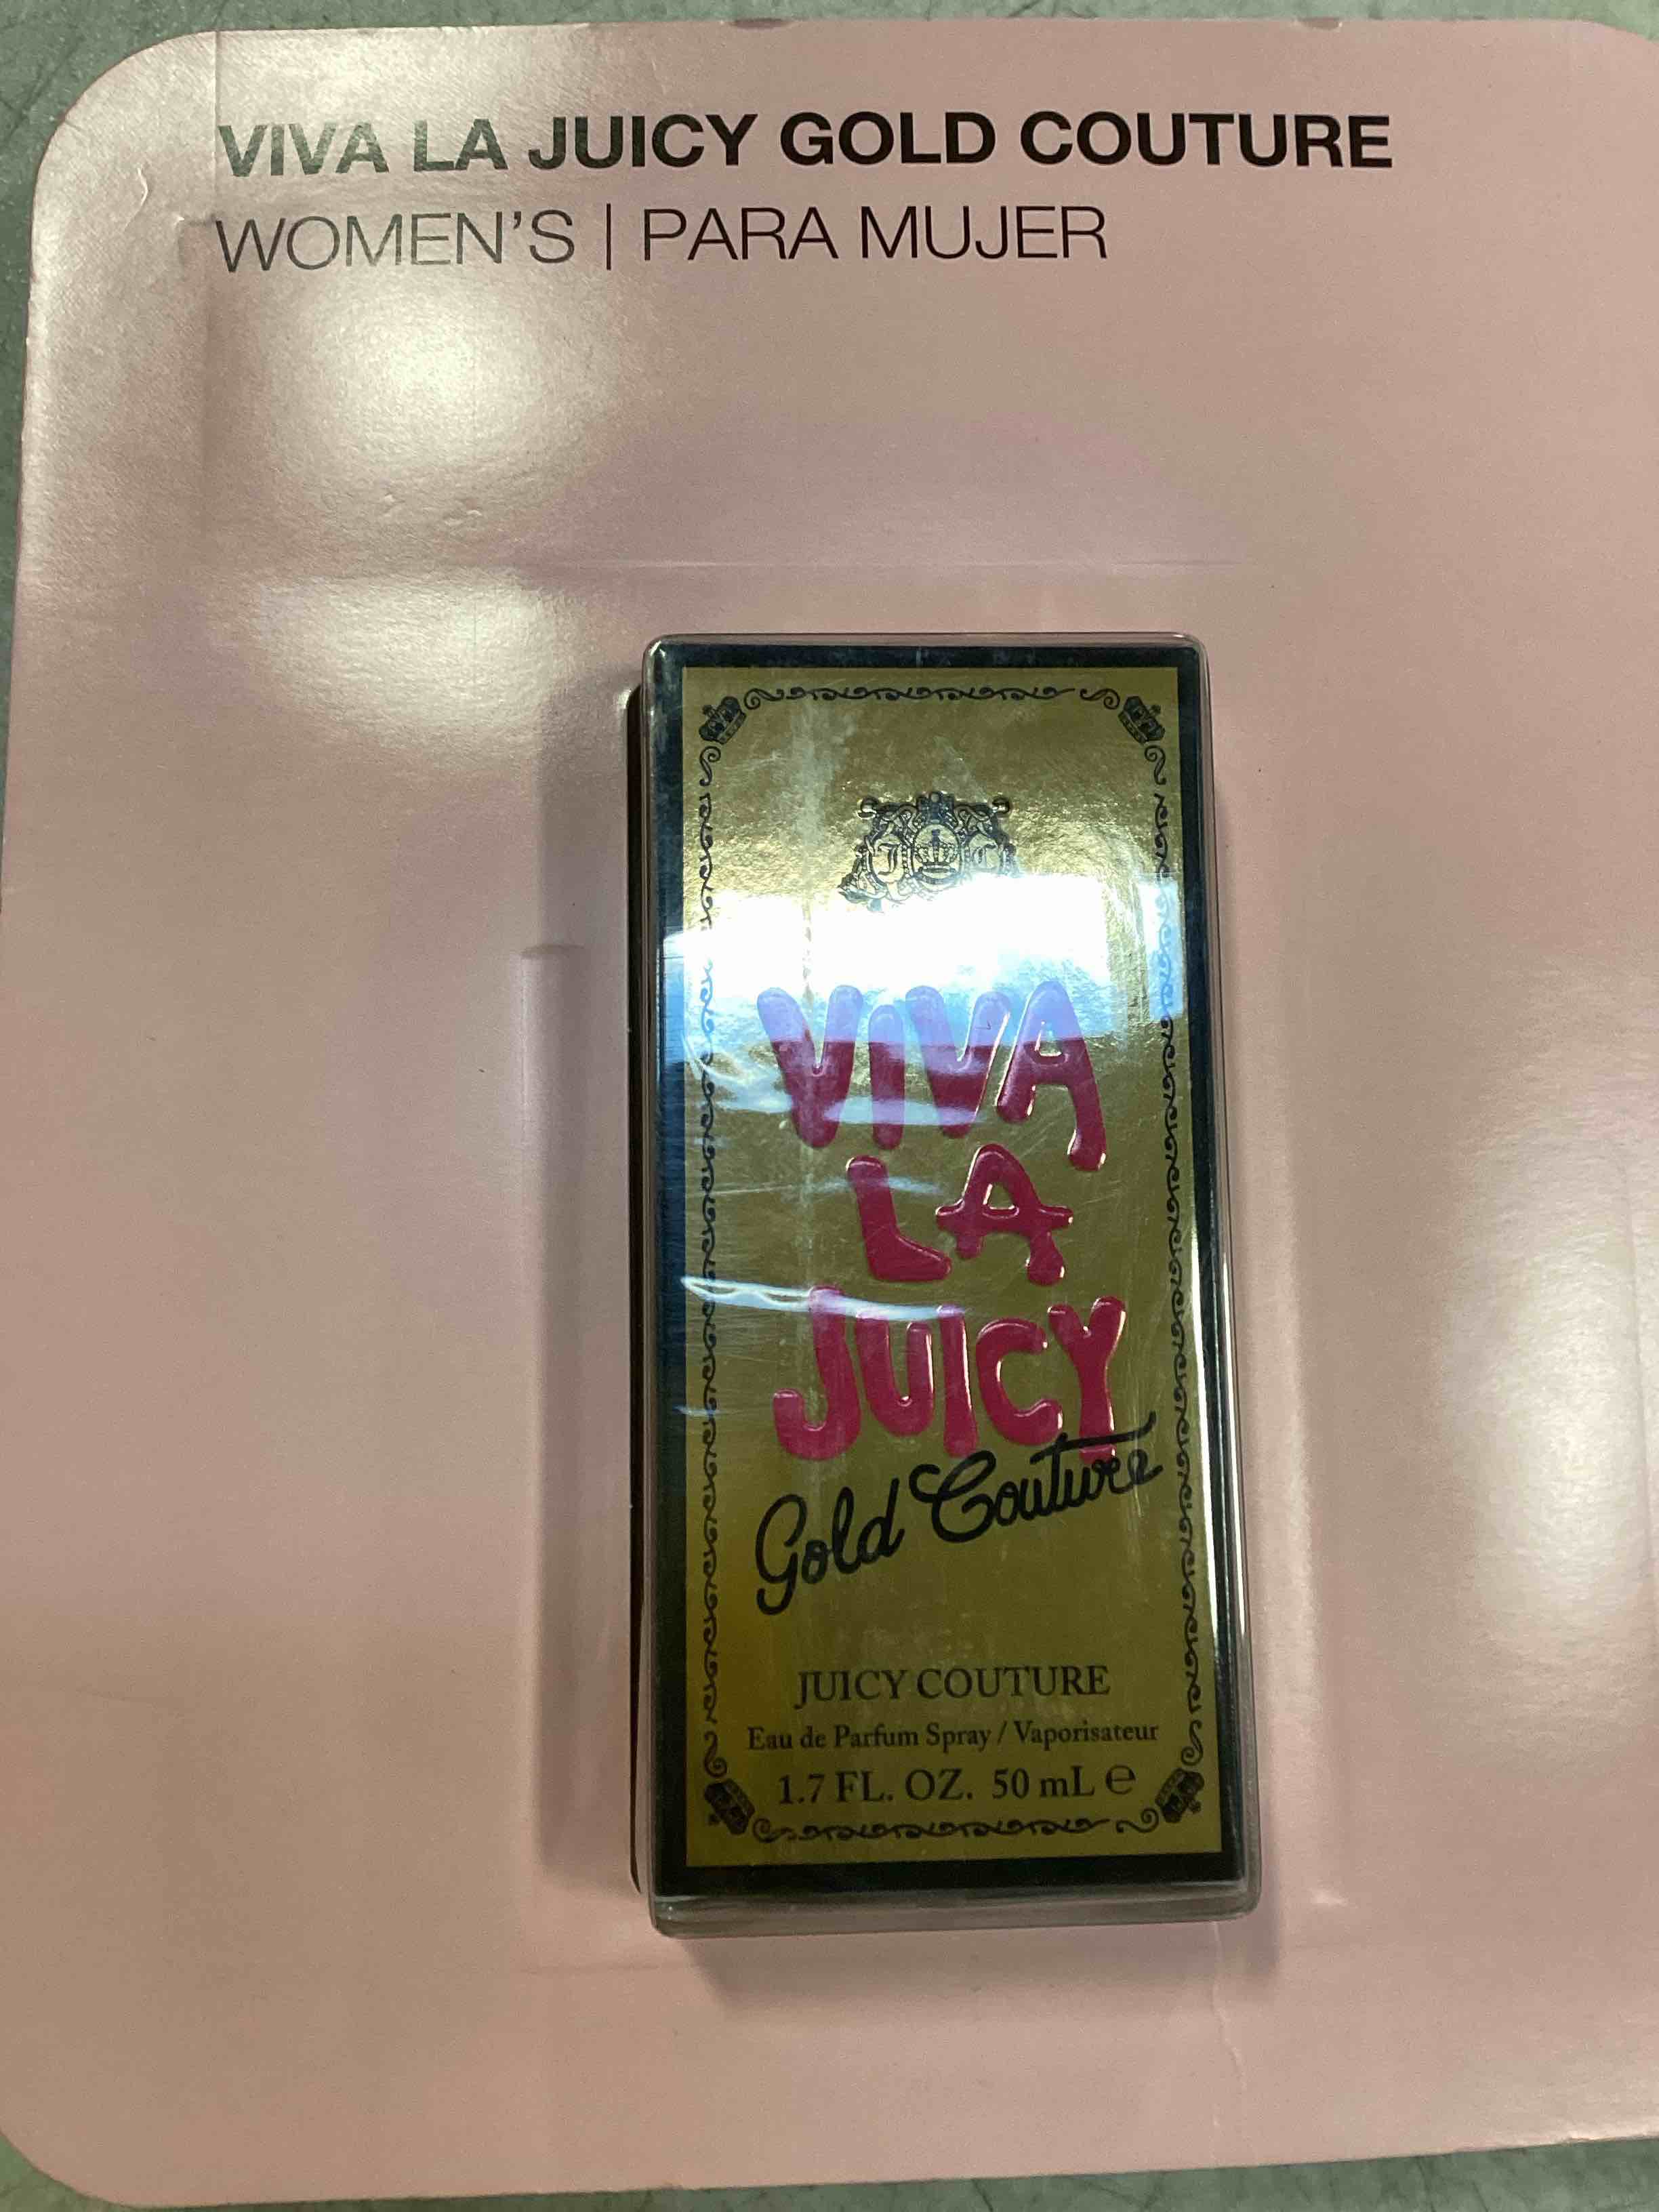 VIVA LA JUICY GOLD COUTURE
WOMEN'S | PARA MUJER
J C
VIVA
LA
JUICY
Gold Couture
JUICY COUTURE
Eau de Parfum Spray / Vaporisateur
1.7 FL. OZ. 50 mL ℮